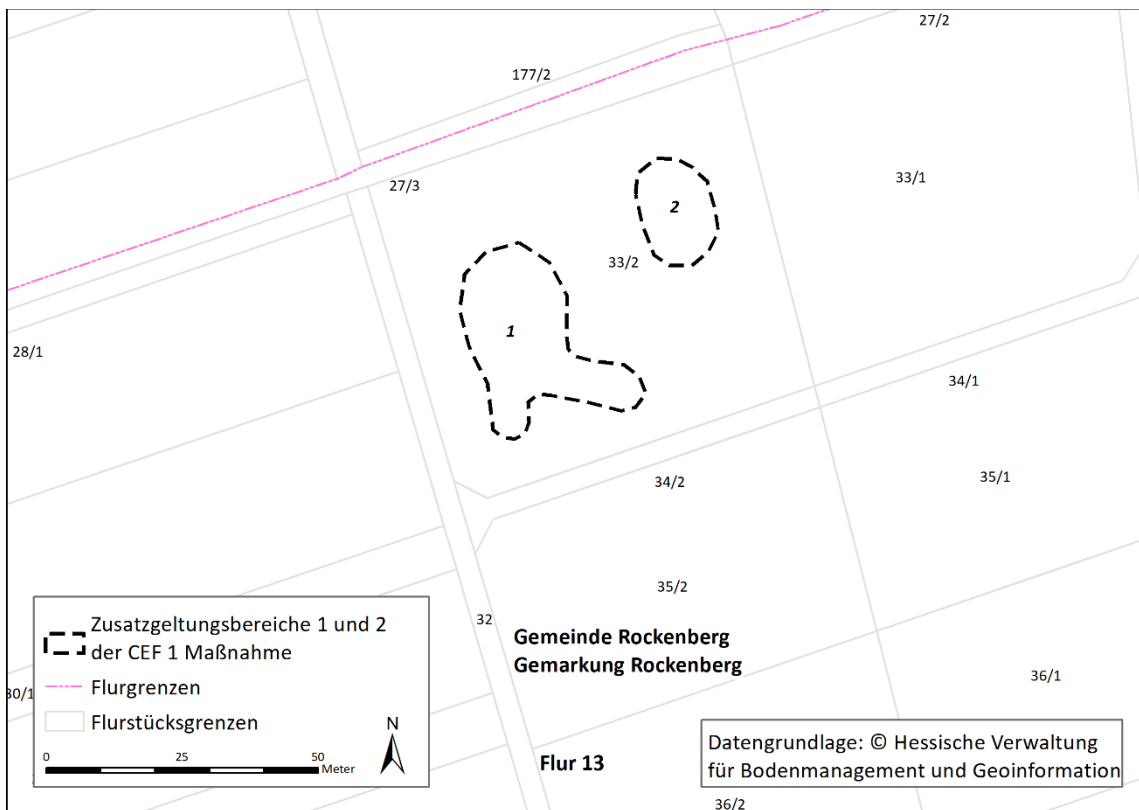 27/2
177/2
33/1
27/3
2
33/2
1
28/1
34/1
34/2
35/1
35/2
32
Gemeinde Rockenberg
Gemarkung Rockenberg
36/1
30/1
Flur 13
36/2
Zusatzgeltungsbereiche 1 und 2
der CEF 1 Maßnahme
Flurgrenzen
Flurstücksgrenzen
N
0 25 50
Meter
Datengrundlage: © Hessische Verwaltung
für Bodenmanagement und Geoinformation